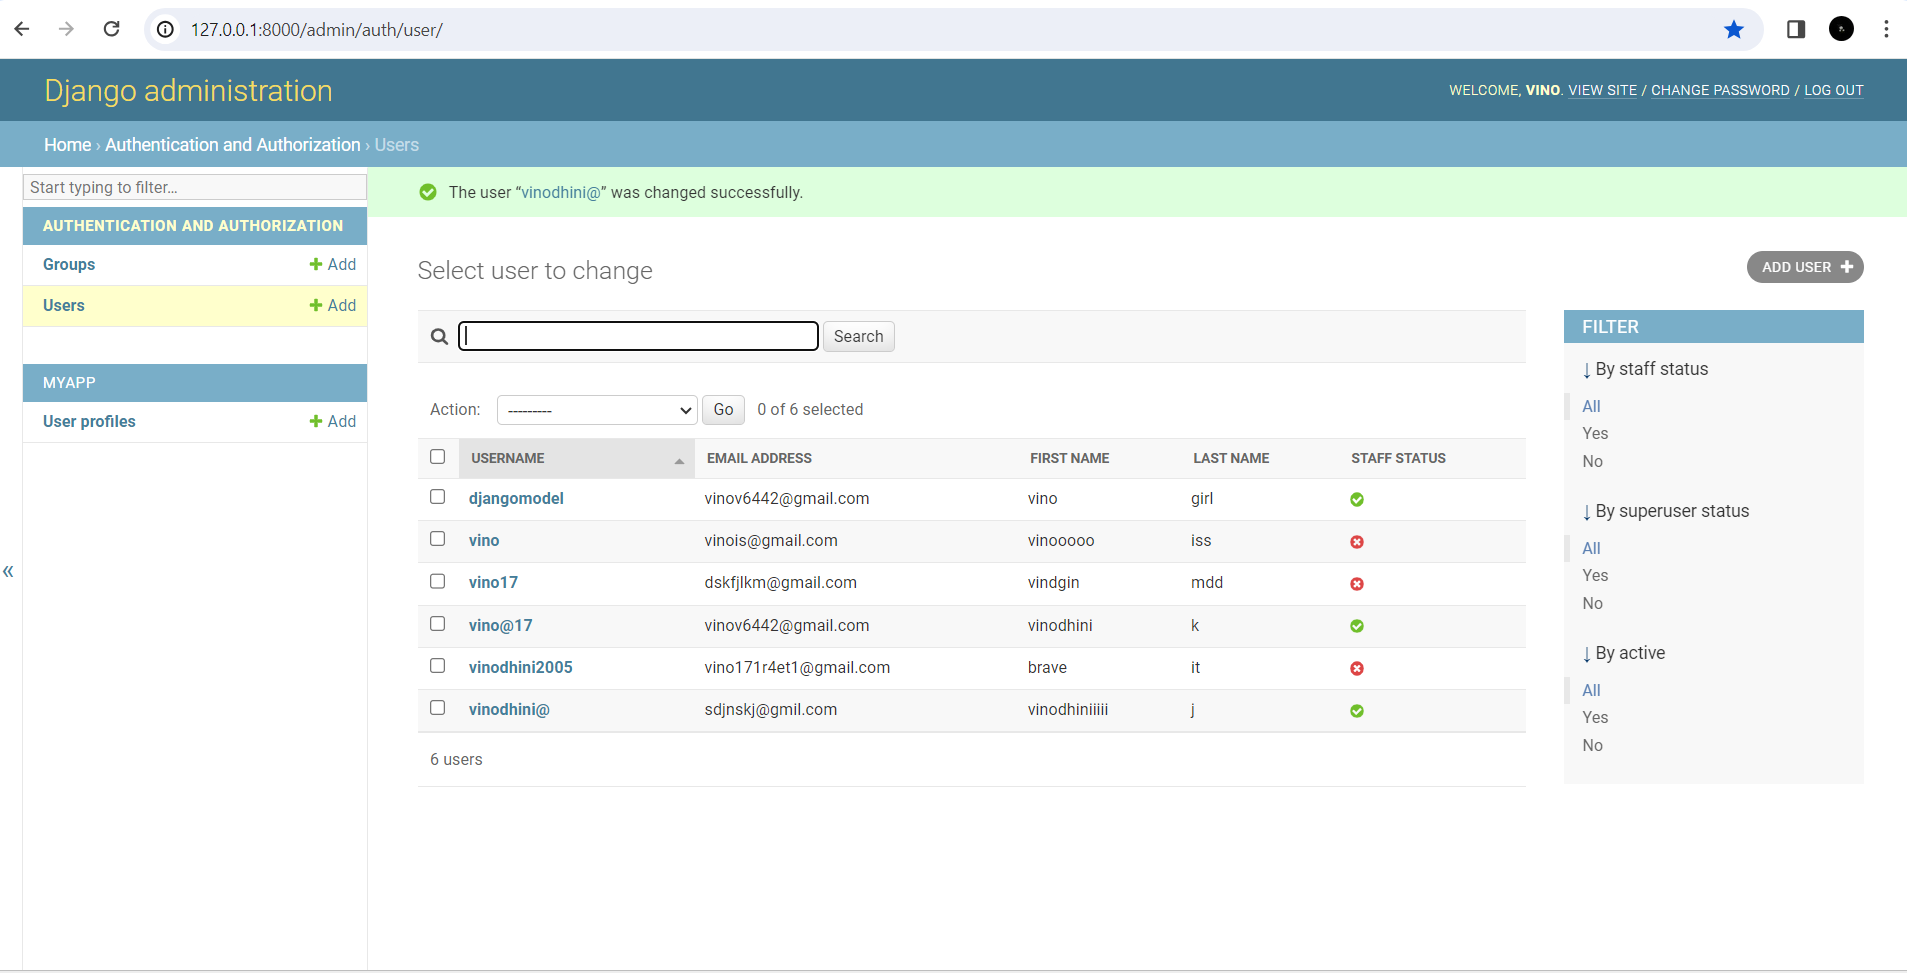 127.0.0.1:8000/admin/auth/user/
Django administration
WELCOME, VINO. VIEW SITE / CHANGE PASSWORD / LOG OUT
Home › Authentication and Authorization › Users
Start typing to filter...
AUTHENTICATION AND AUTHORIZATION
Groups + Add
Users + Add
MYAPP
User profiles + Add
«
The user “vinodhini@” was changed successfully.
Select user to change
ADD USER +
Search
Action: --------- Go 0 of 6 selected
USERNAME EMAIL ADDRESS FIRST NAME LAST NAME STAFF STATUS
djangomodel vinov6442@gmail.com vino girl
vino vinois@gmail.com vinooooo iss
vino17 dskfjlkm@gmail.com vindgin mdd
vino@17 vinov6442@gmail.com vinodhini k
vinodhini2005 vino171r4et1@gmail.com brave it
vinodhini@ sdjnskj@gmil.com vinodhiniiiii j
6 users
FILTER
↓ By staff status
All
Yes
No
↓ By superuser status
All
Yes
No
↓ By active
All
Yes
No